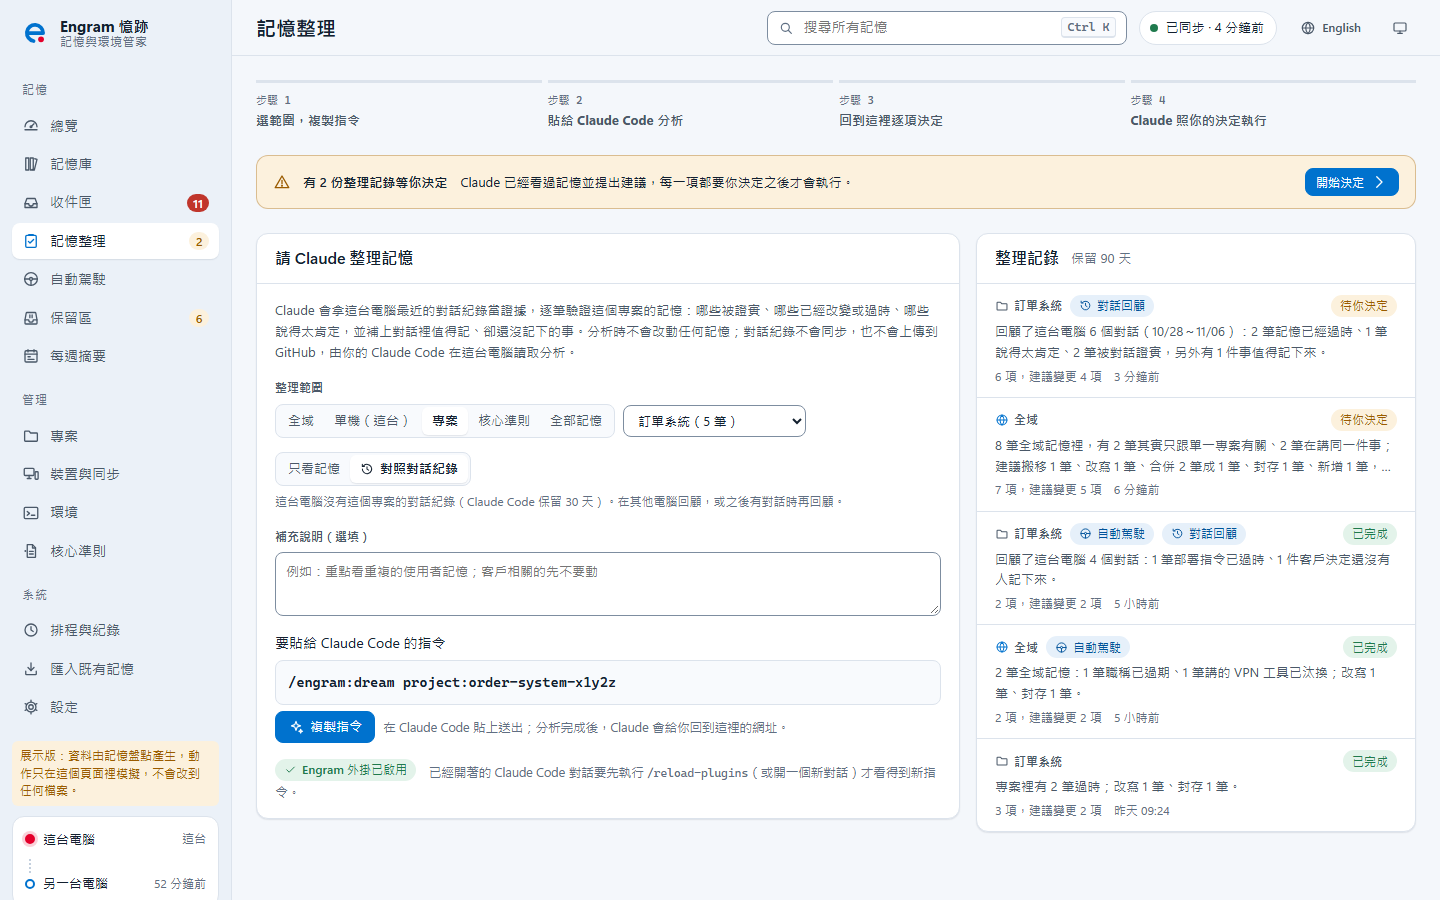 Engram 憶跡
記憶與環境管家
記憶
總覽
記憶庫
收件匣 11
記憶整理 2
自動駕駛
保留區 6
每週摘要
管理
專案
裝置與同步
環境
核心準則
系統
排程與紀錄
匯入既有記憶
設定
展示版：資料由記憶盤點產生，動
作只在這個頁面裡模擬，不會改到
任何檔案。
這台電腦 這台
另一台電腦 52 分鐘前
記憶整理
搜尋所有記憶 Ctrl K
已同步 · 4 分鐘前
English
步驟 1
選範圍，複製指令
步驟 2
貼給 Claude Code 分析
步驟 3
回到這裡逐項決定
步驟 4
Claude 照你的決定執行
有 2 份整理記錄等你決定 Claude 已經看過記憶並提出建議，每一項都要你決定之後才會執行。
開始決定
請 Claude 整理記憶
Claude 會拿這台電腦最近的對話紀錄當證據，逐筆驗證這個專案的記憶：哪些被證實、哪些已經改變或過時、哪些
說得太肯定，並補上對話裡值得記、卻還沒記下的事。分析時不會改動任何記憶；對話紀錄不會同步，也不會上傳到
GitHub，由你的 Claude Code 在這台電腦讀取分析。
整理範圍
全域 單機（這台） 專案 核心準則 全部記憶 訂單系統（5 筆）
只看記憶 對照對話紀錄
這台電腦沒有這個專案的對話紀錄（Claude Code 保留 30 天）。在其他電腦回顧，或之後有對話時再回顧。
補充說明（選填）
例如：重點看重複的使用者記憶；客戶相關的先不要動
要貼給 Claude Code 的指令
/engram:dream project:order-system-x1y2z
複製指令 在 Claude Code 貼上送出；分析完成後，Claude 會給你回到這裡的網址。
Engram 外掛已啟用 已經開著的 Claude Code 對話要先執行 /reload-plugins（或開一個新對話）才看得到新指
令。
整理記錄 保留 90 天
訂單系統 對話回顧 待你決定
回顧了這台電腦 6 個對話（10/28～11/06）：2 筆記憶已經過時、1 筆
說得太肯定、2 筆被對話證實，另外有 1 件事值得記下來。
6 項，建議變更 4 項 3 分鐘前
全域 待你決定
8 筆全域記憶裡，有 2 筆其實只跟單一專案有關、2 筆在講同一件事；
建議搬移 1 筆、改寫 1 筆、合併 2 筆成 1 筆、封存 1 筆、新增 1 筆，...
7 項，建議變更 5 項 6 分鐘前
訂單系統 自動駕駛 對話回顧 已完成
回顧了這台電腦 4 個對話：1 筆部署指令已過時、1 件客戶決定還沒有
人記下來。
2 項，建議變更 2 項 5 小時前
全域 自動駕駛 已完成
2 筆全域記憶：1 筆職稱已過期、1 筆講的 VPN 工具已汰換；改寫 1
筆、封存 1 筆。
2 項，建議變更 2 項 5 小時前
訂單系統 已完成
專案裡有 2 筆過時；改寫 1 筆、封存 1 筆。
3 項，建議變更 2 項 昨天 09:24